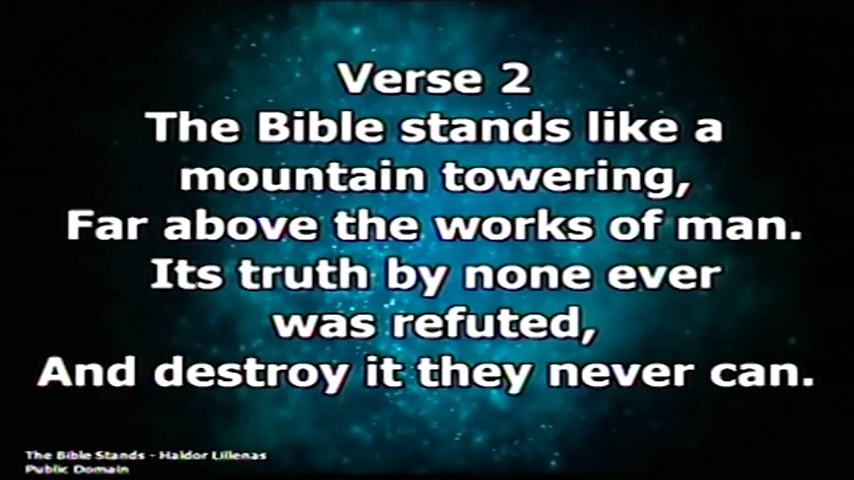 Verse 2
The Bible stands like a
mountain towering,
Far above the works of man.
Its truth by none ever
was refuted,
And destroy it they never can.
The Bible Stands - Haldor Lillenas
Public Domain